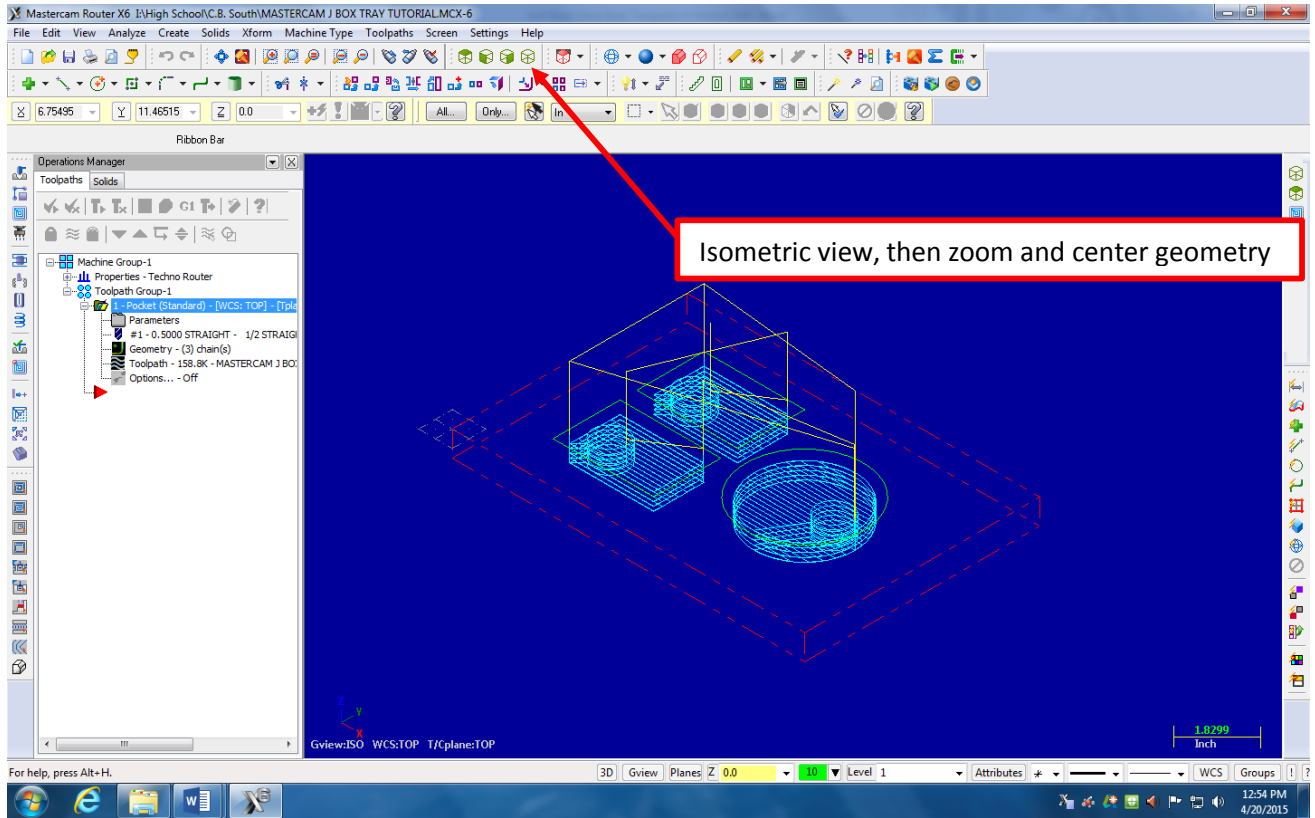 Mastercam Router X6 I:\High School\C.B. South\MASTERCAM J BOX TRAY TUTORIAL.MCX-6
File Edit View Analyze Create Solids Xform Machine Type Toolpaths Screen Settings Help
X 6.75495 Y 11.46515 Z 0.0 All... Only... In
Ribbon Bar
Operations Manager
Toolpaths Solids
G1
Isometric view, then zoom and center geometry
Machine Group-1
Properties - Techno Router
Toolpath Group-1
1 - Pocket (Standard) - [WCS: TOP] - [Tpla
Parameters
#1 - 0.5000 STRAIGHT - 1/2 STRAIG
Geometry - (3) chain(s)
Toolpath - 158.8K - MASTERCAM J BO
Options... - Off
Z
Y
X
Gview:ISO WCS:TOP T/Cplane:TOP
1.8299
Inch
For help, press Alt+H.
3D Gview Planes Z 0.0 10 Level 1 Attributes WCS Groups ! ?
12:54 PM
4/20/2015